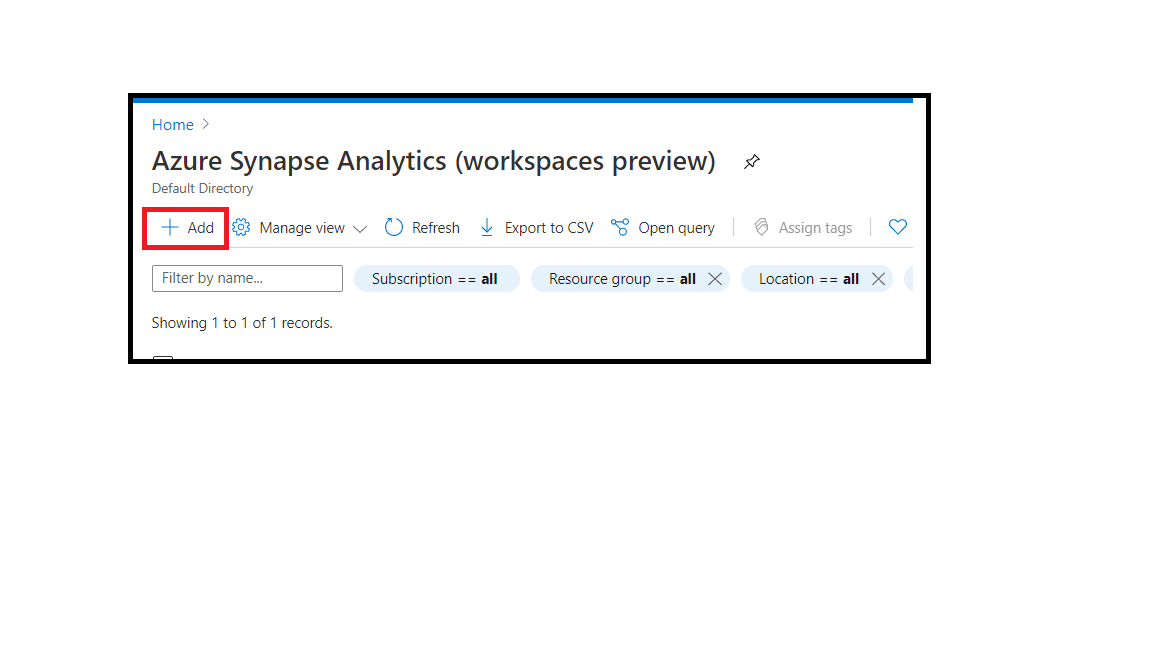 Home
Azure Synapse Analytics (workspaces preview)
Default Directory
Add Manage view Refresh Export to CSV Open query Assign tags
Filter by name... Subscription == all Resource group == all Location == all
Showing 1 to 1 of 1 records.